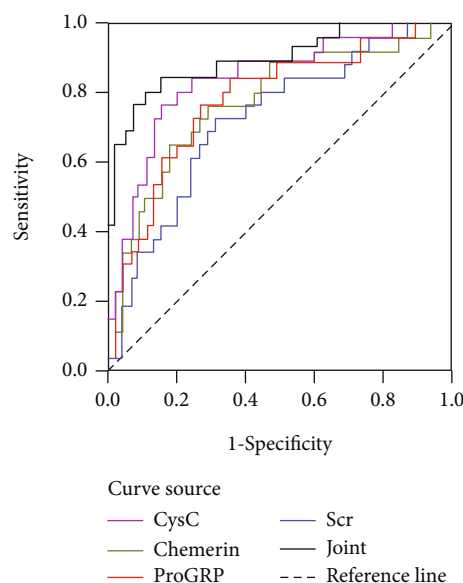 1.0
0.8
0.6
0.4
0.2
0.0
Sensitivity
0.0 0.2 0.4 0.6 0.8 1.0
1-Specificity
Curve source
CysC
Scr
Chemerin
Joint
ProGRP
Reference line